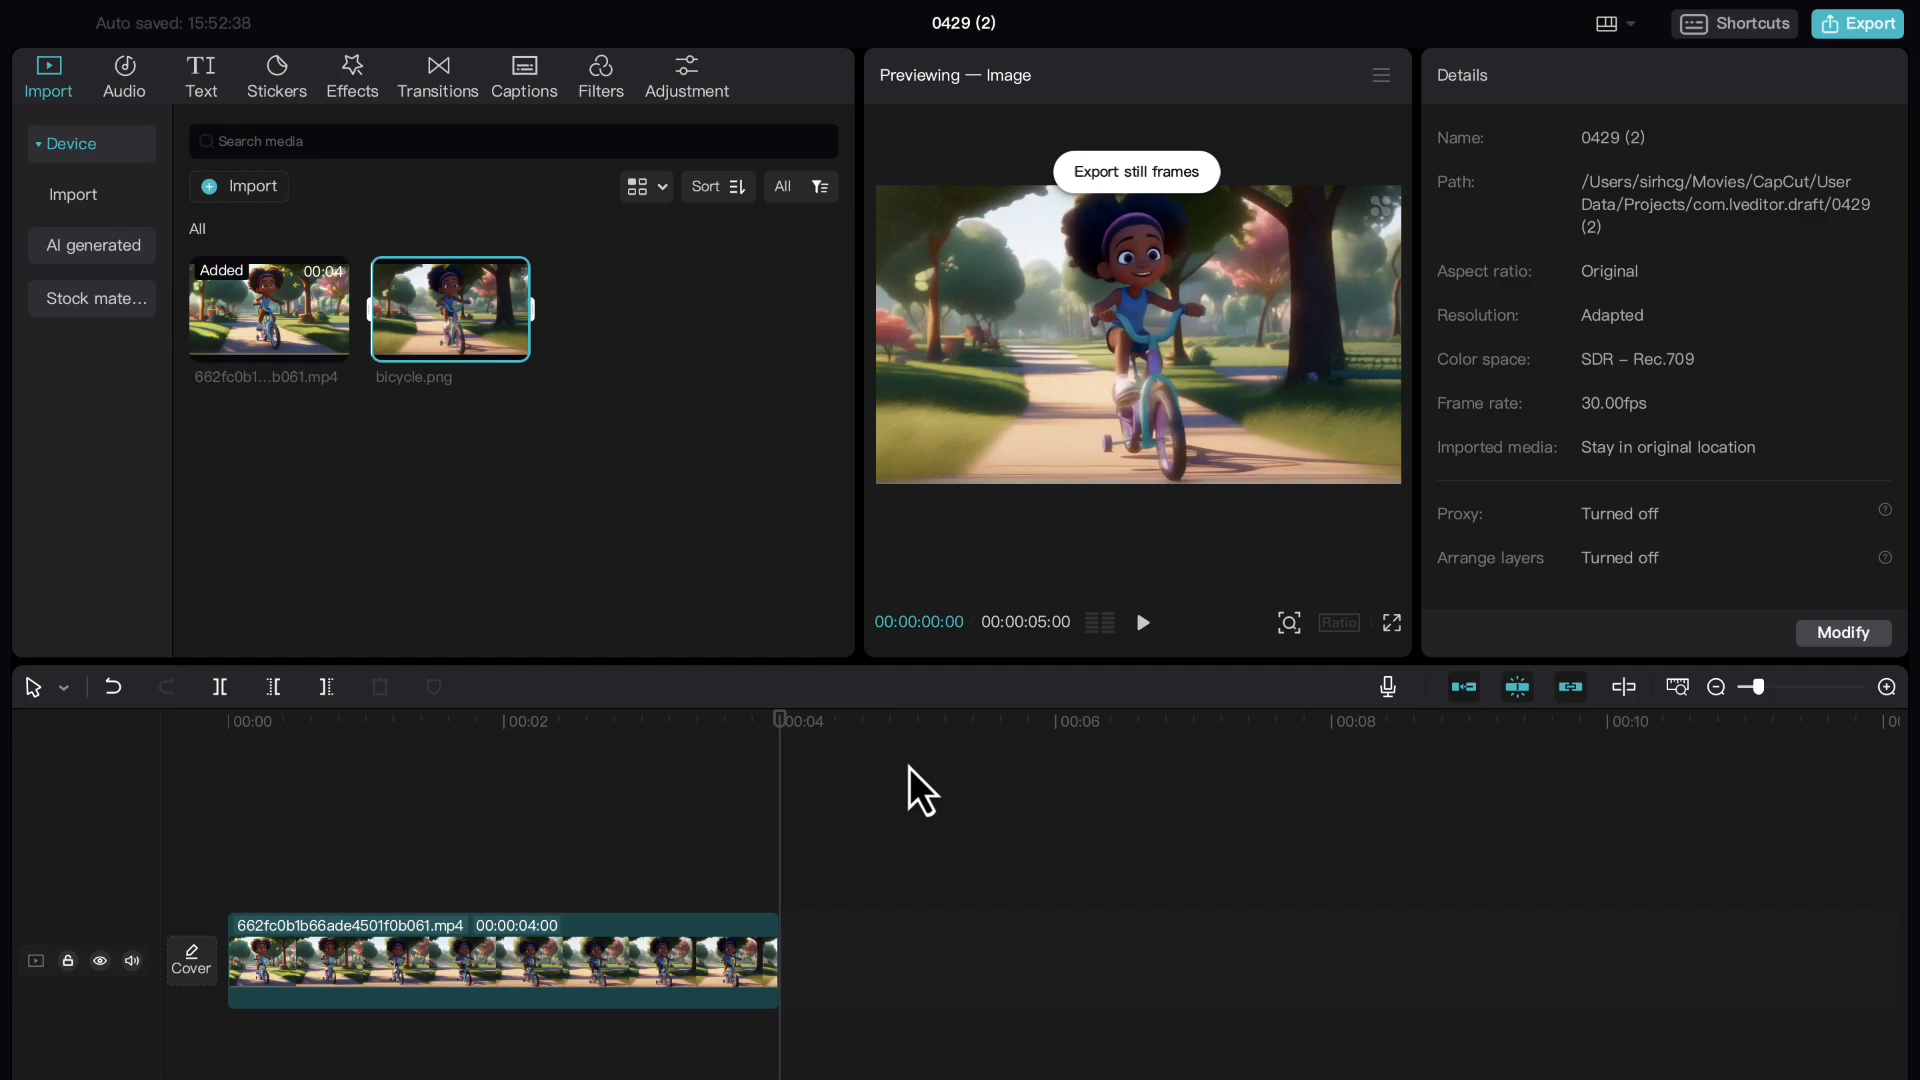 Auto saved: 15:52:38
0429 (2)
Shortcuts
Export
Import
Audio
TI
Text
Stickers
Effects
Transitions
Captions
Filters
Adjustment
Previewing — Image
Details
Device
Import
AI generated
Stock mate...
Search media
Import
Sort
All
All
Added
00:04
662fc0b1...b061.mp4
bicycle.png
Export still frames
Name:
0429 (2)
Path:
/Users/sirhcg/Movies/CapCut/User
Data/Projects/com.lveditor.draft/0429
(2)
Aspect ratio:
Original
Resolution:
Adapted
Color space:
SDR – Rec.709
Frame rate:
30.00fps
Imported media:
Stay in original location
Proxy:
Turned off
Arrange layers
Turned off
00:00:00:00
00:00:05:00
Ratio
Modify
00:00
00:02
00:04
00:06
00:08
00:10
662fc0b1b66ade4501f0b061.mp4
00:00:04:00
Cover